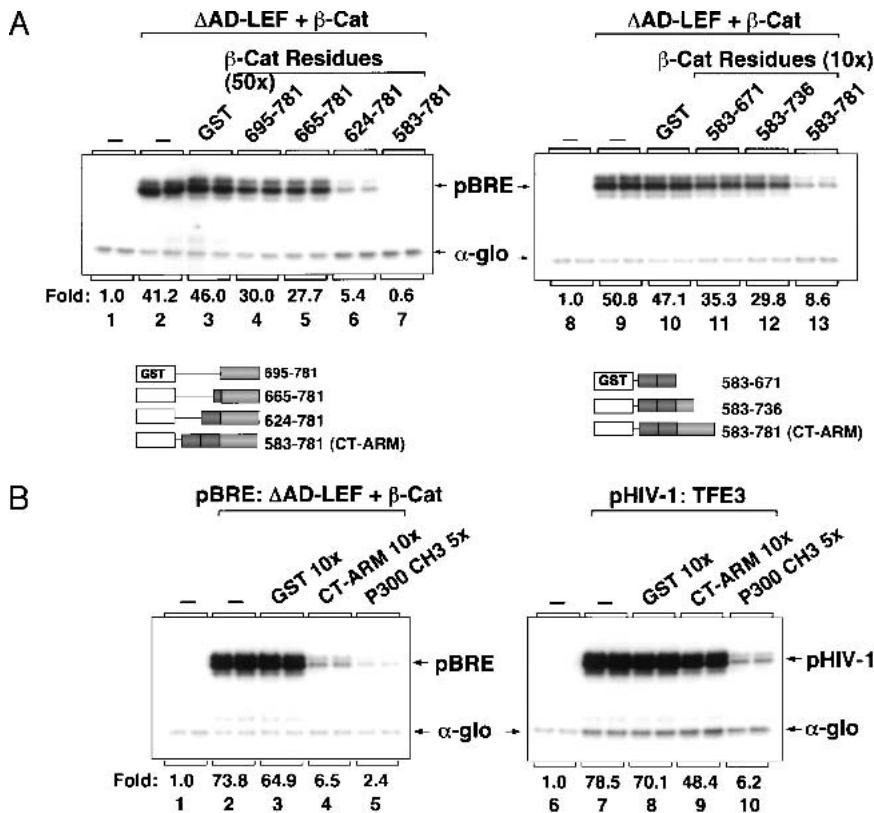 A
ΔAD-LEF + β-Cat
β-Cat Residues
(50x)
— — GST 695-781 665-781 624-781 583-781
pBRE
α-glo
Fold: 1.0 41.2 46.0 30.0 27.7 5.4 0.6
1 2 3 4 5 6 7
ΔAD-LEF + β-Cat
β-Cat Residues (10x)
— — GST 583-671 583-736 583-781
1.0 50.8 47.1 35.3 29.8 8.6
8 9 10 11 12 13
GST 695-781
665-781
624-781
583-781 (CT-ARM)
GST 583-671
583-736
583-781 (CT-ARM)
B
pBRE: ΔAD-LEF + β-Cat
— — GST 10x CT-ARM 10x P300 CH3 5x
pBRE
α-glo
Fold: 1.0 73.8 64.9 6.5 2.4
1 2 3 4 5
pHIV-1: TFE3
— — GST 10x CT-ARM 10x P300 CH3 5x
pHIV-1
α-glo
1.0 78.5 70.1 48.4 6.2
6 7 8 9 10